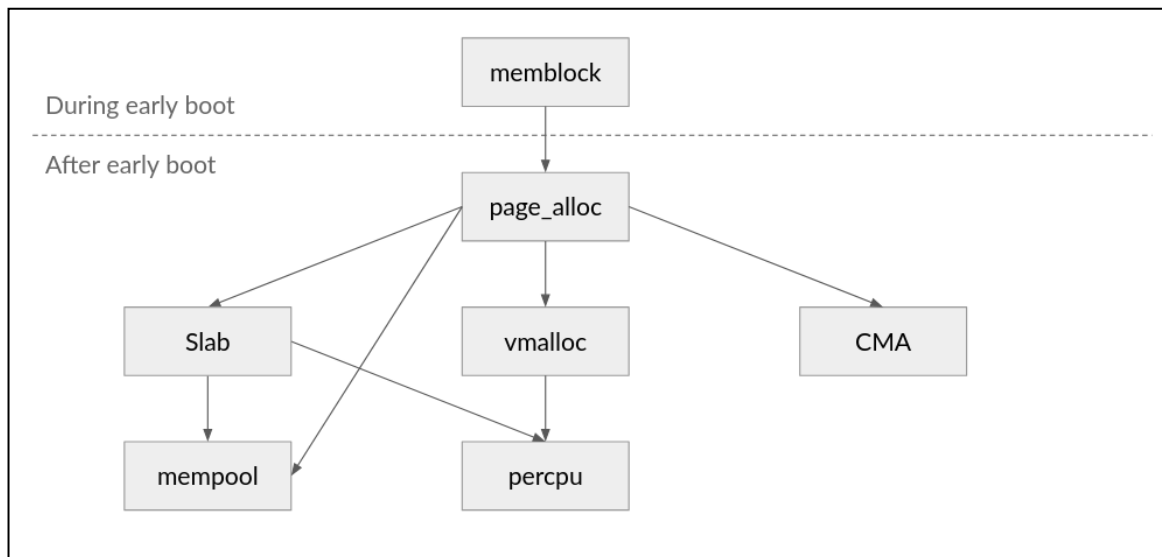 memblock
During early boot
After early boot
page_alloc
Slab
vmalloc
CMA
mempool
percpu